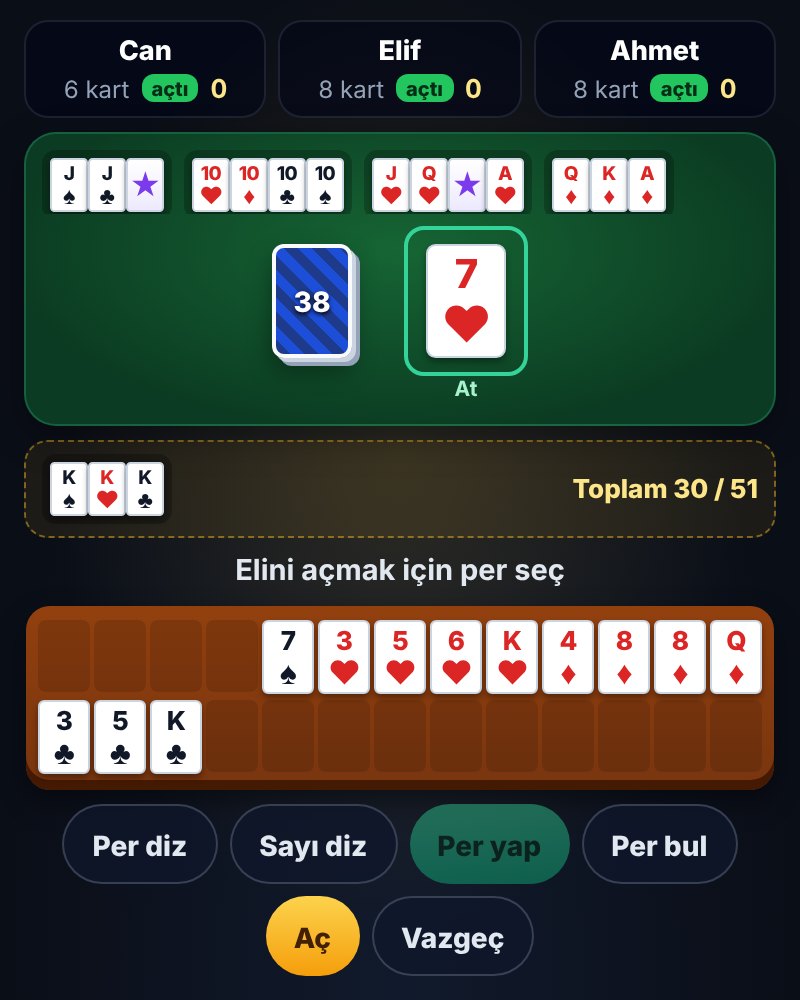 Can
6 kart açtı 0
Elif
8 kart açtı 0
Ahmet
8 kart açtı 0
J♠ J♣ ★
10♥ 10♦ 10♣ 10♠
J♥ Q♥ ★ A♥
Q♦ K♦ A♦
38
7♥
At
K♠ K♥ K♣
Toplam 30 / 51
Elini açmak için per seç
7♠ 3♥ 5♥ 6♥ K♥ 4♦ 8♦ 8♦ Q♦
3♣ 5♣ K♣
Per diz
Sayı diz
Per yap
Per bul
Aç
Vazgeç